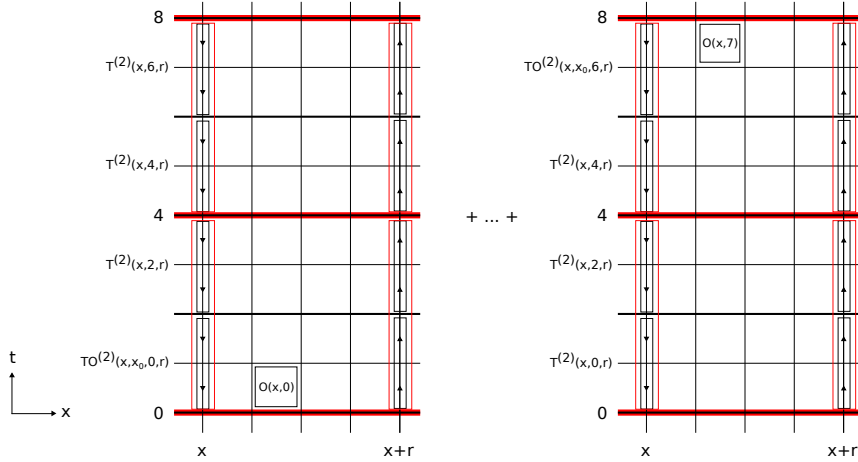 8
T⁽²⁾(x,6,r)
T⁽²⁾(x,4,r)
4
T⁽²⁾(x,2,r)
TO⁽²⁾(x,x₀,0,r)
O(x,0)
0
t
x
x
x+r
+ ... +
8
O(x,7)
TO⁽²⁾(x,x₀,6,r)
T⁽²⁾(x,4,r)
4
T⁽²⁾(x,2,r)
T⁽²⁾(x,0,r)
0
x
x+r